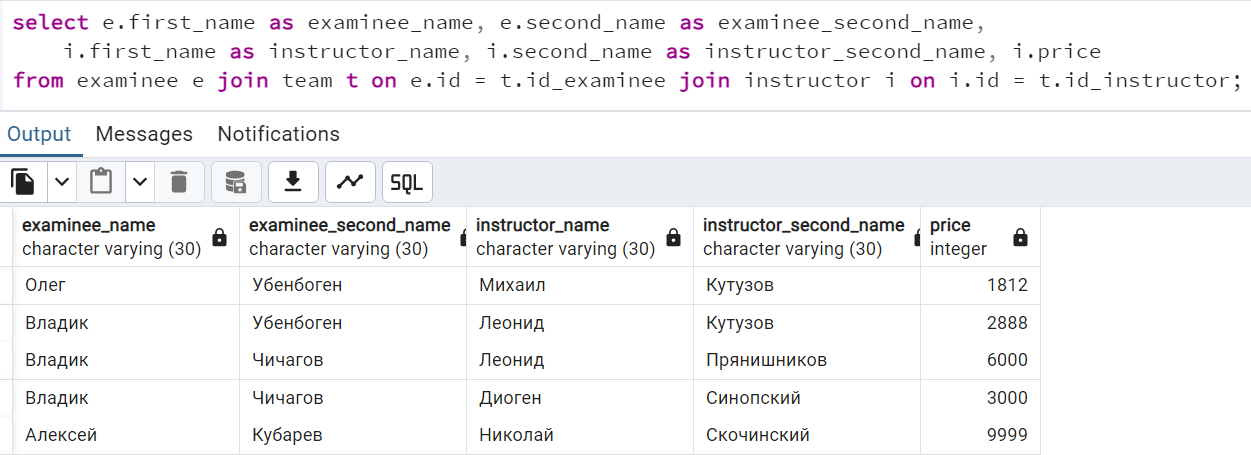 select e.first_name as examinee_name, e.second_name as examinee_second_name,
i.first_name as instructor_name, i.second_name as instructor_second_name, i.price
from examinee e join team t on e.id = t.id_examinee join instructor i on i.id = t.id_instructor;
Output Messages Notifications
SQL
examinee_name examinee_second_name instructor_name instructor_second_name price
character varying (30) character varying (30) character varying (30) character varying (30) integer
Олег Убенбоген Михаил Кутузов 1812
Владик Убенбоген Леонид Кутузов 2888
Владик Чичагов Леонид Прянишников 6000
Владик Чичагов Диоген Синопский 3000
Алексей Кубарев Николай Скочинский 9999